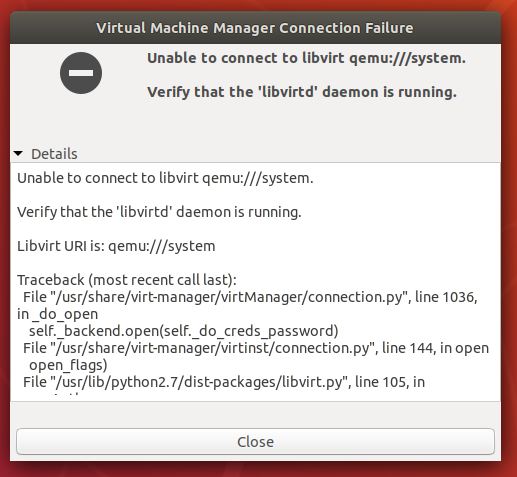 Virtual Machine Manager Connection Failure
Unable to connect to libvirt qemu:///system.
Verify that the 'libvirtd' daemon is running.
Details
Unable to connect to libvirt qemu:///system.
Verify that the 'libvirtd' daemon is running.
Libvirt URI is: qemu:///system
Traceback (most recent call last):
File "/usr/share/virt-manager/virtManager/connection.py", line 1036,
in _do_open
self._backend.open(self._do_creds_password)
File "/usr/share/virt-manager/virtinst/connection.py", line 144, in open
open_flags)
File "/usr/lib/python2.7/dist-packages/libvirt.py", line 105, in
Close